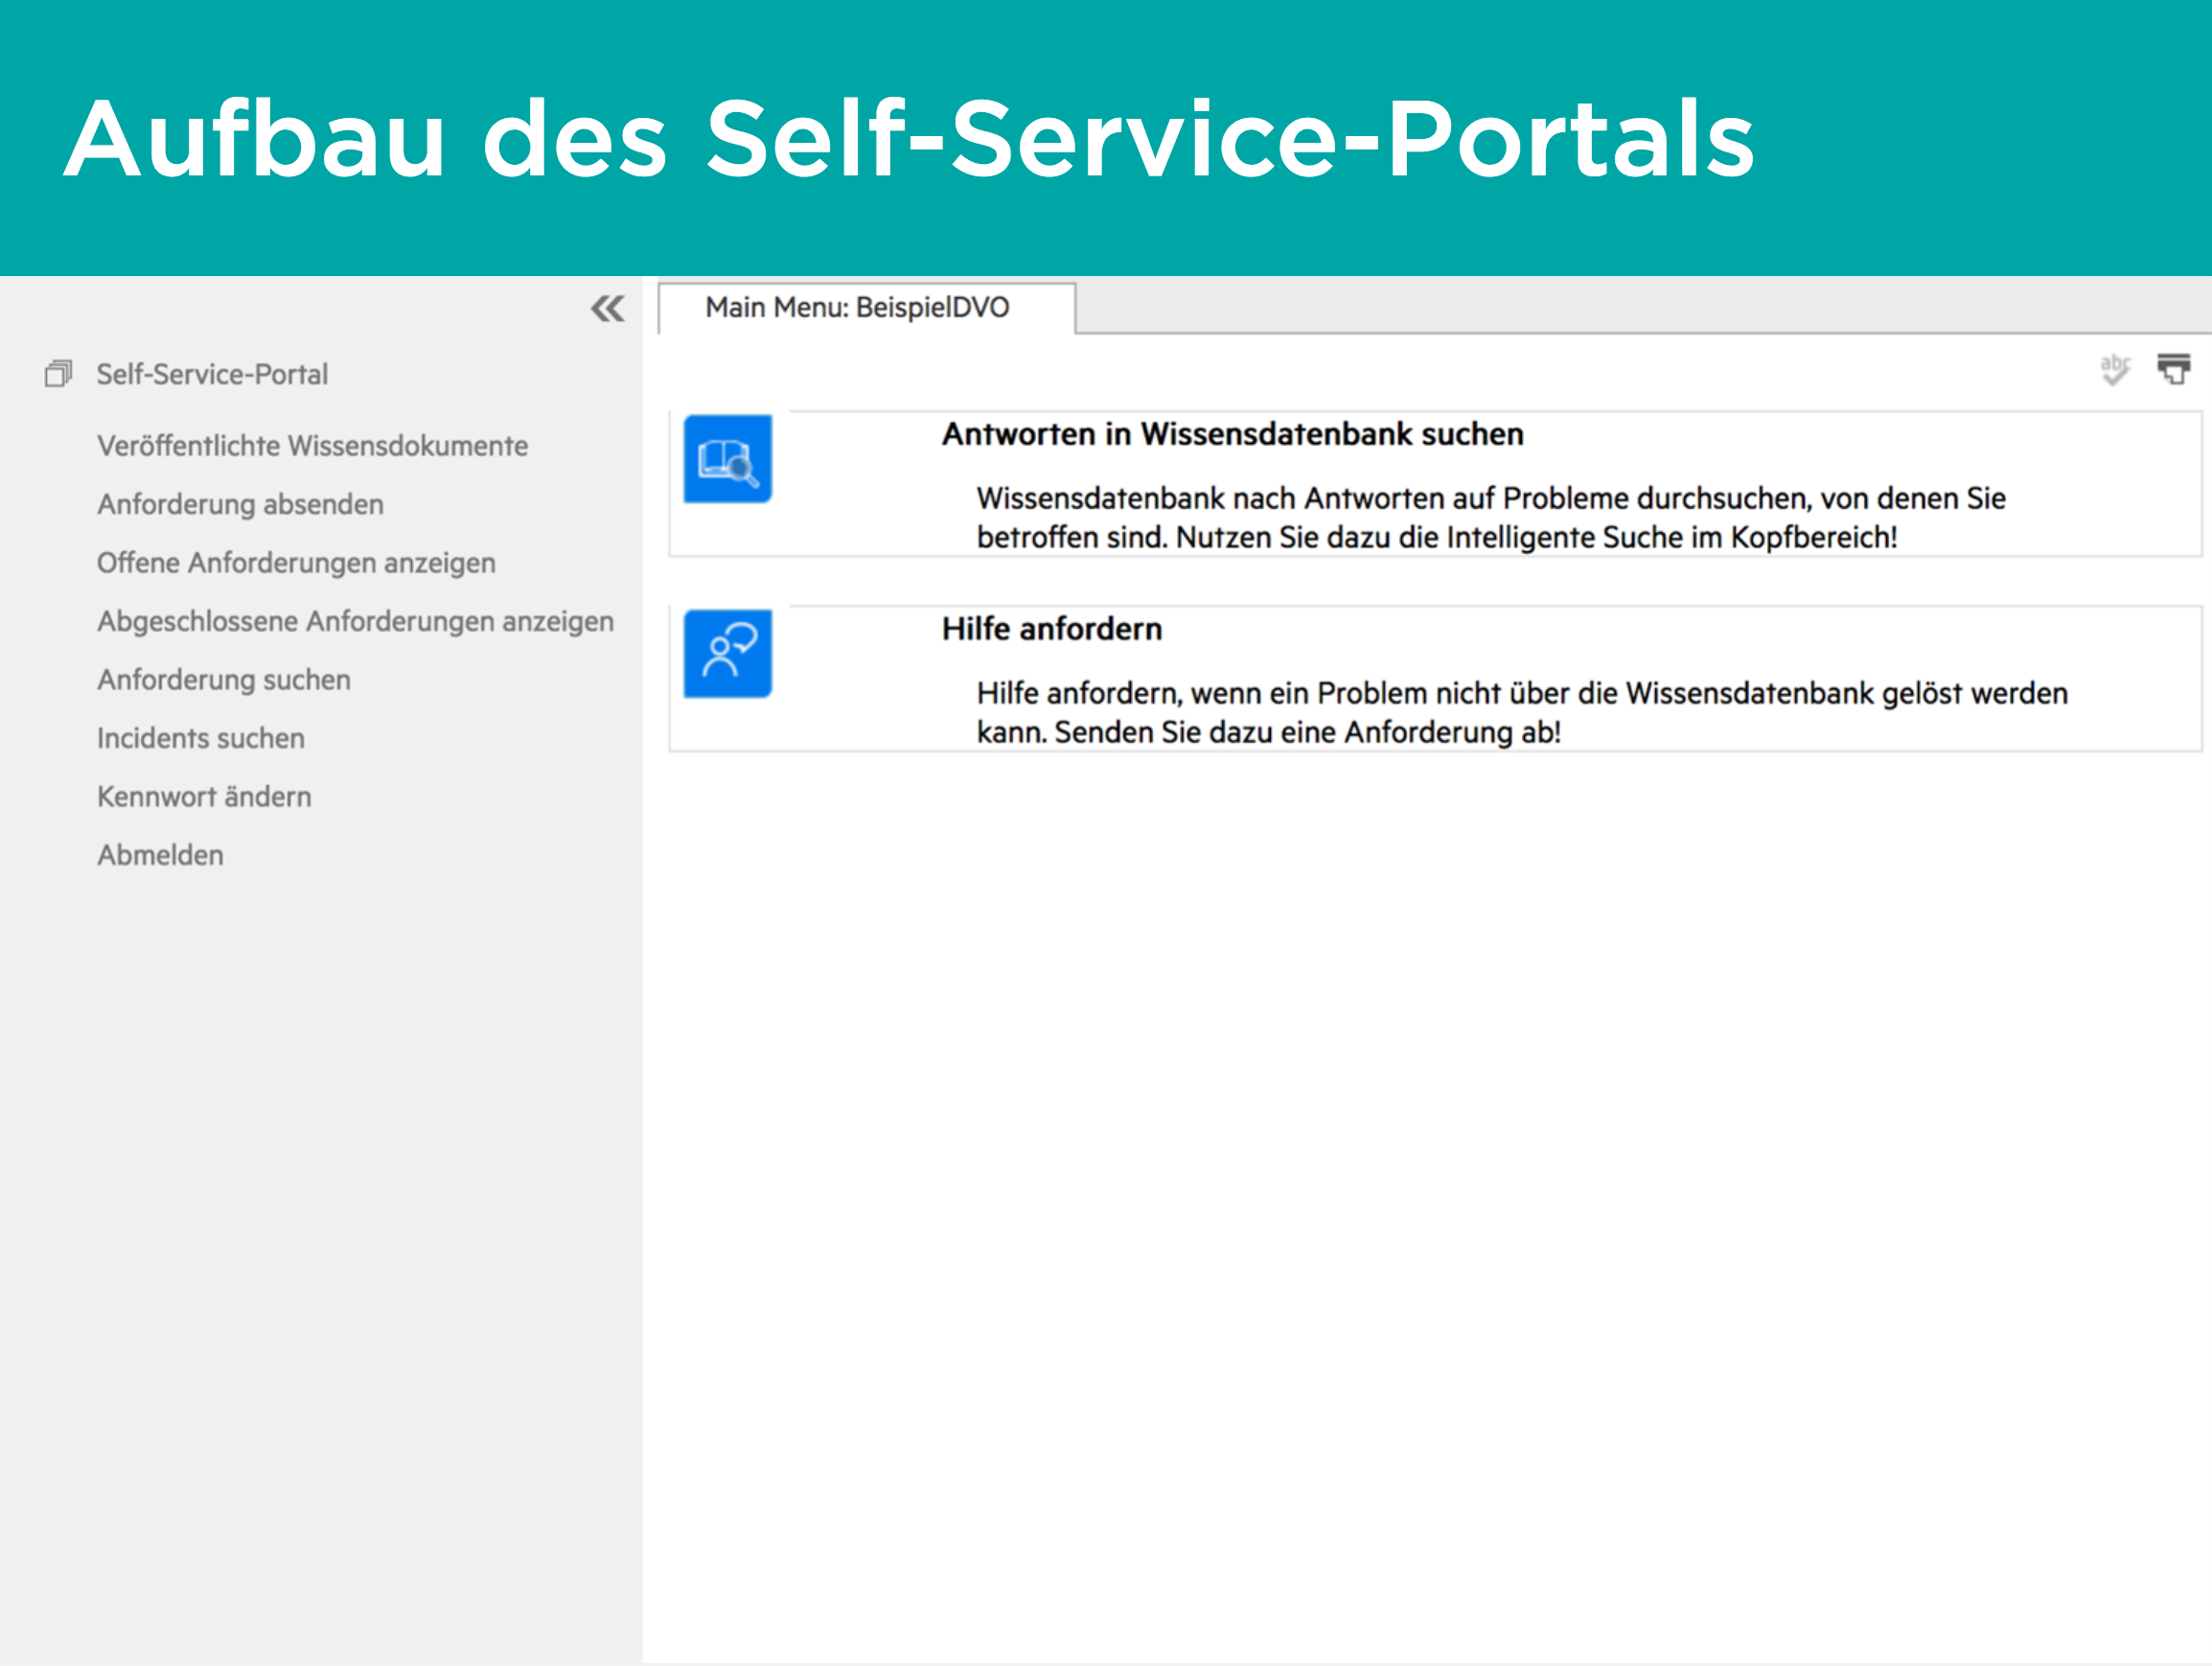 Aufbau des Self-Service-Portals
Self-Service-Portal
Veröffentlichte Wissensdokumente
Anforderung absenden
Offene Anforderungen anzeigen
Abgeschlossene Anforderungen anzeigen
Anforderung suchen
Incidents suchen
Kennwort ändern
Abmelden
Main Menu: BeispielDVO
abc
Antworten in Wissensdatenbank suchen
Wissensdatenbank nach Antworten auf Probleme durchsuchen, von denen Sie
betroffen sind. Nutzen Sie dazu die Intelligente Suche im Kopfbereich!
Hilfe anfordern
Hilfe anfordern, wenn ein Problem nicht über die Wissensdatenbank gelöst werden
kann. Senden Sie dazu eine Anforderung ab!